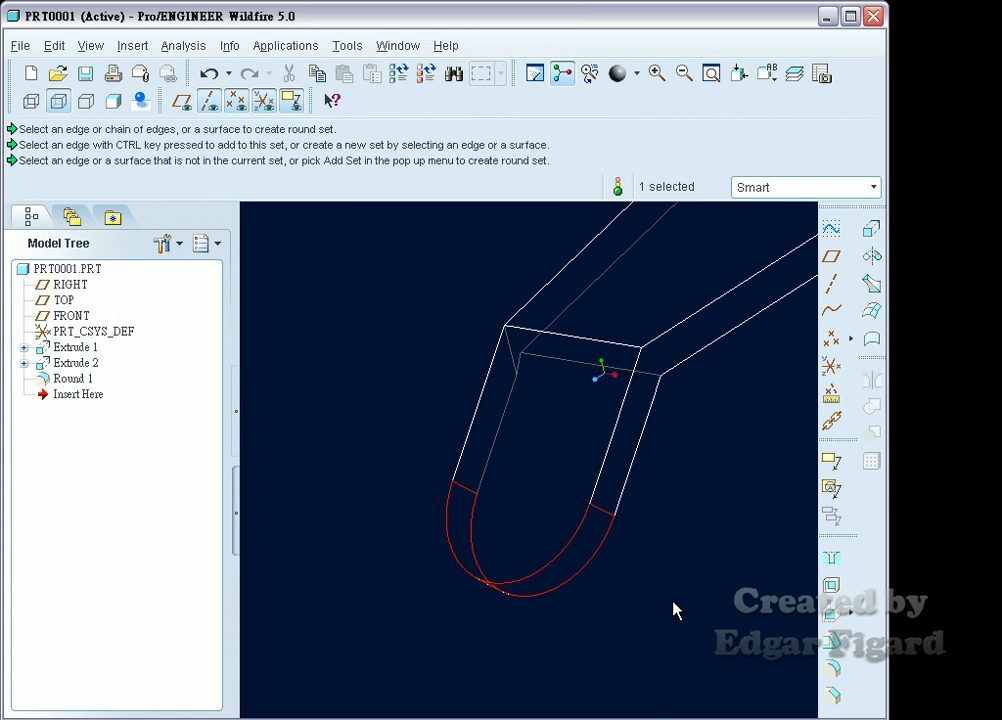 PRT0001 (Active) - Pro/ENGINEER Wildfire 5.0
File Edit View Insert Analysis Info Applications Tools Window Help
Select an edge or chain of edges, or a surface to create round set.
Select an edge with CTRL key pressed to add to this set, or create a new set by selecting an edge or a surface.
Select an edge or a surface that is not in the current set, or pick Add Set in the pop up menu to create round set.
1 selected
Smart
Model Tree
PRT0001.PRT
RIGHT
TOP
FRONT
PRT_CSYS_DEF
Extrude 1
Extrude 2
Round 1
Insert Here
Created by
Edgar Figard